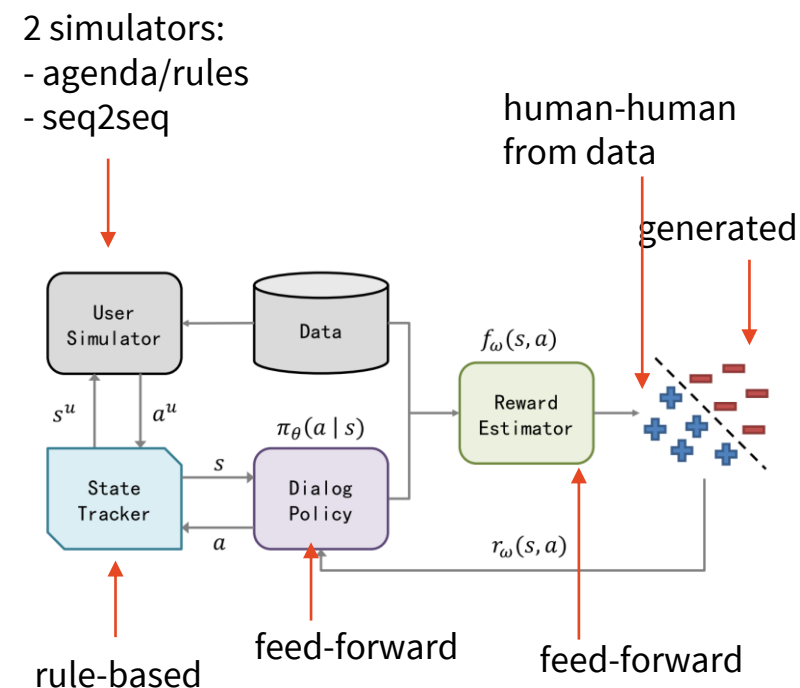 2 simulators:
- agenda/rules
- seq2seq
human-human
from data
generated
User
Simulator
Data
f_ω(s, a)
Reward
Estimator
s^u
a^u
π_θ(a | s)
State
Tracker
s
a
Dialog
Policy
r_ω(s, a)
rule-based
feed-forward
feed-forward